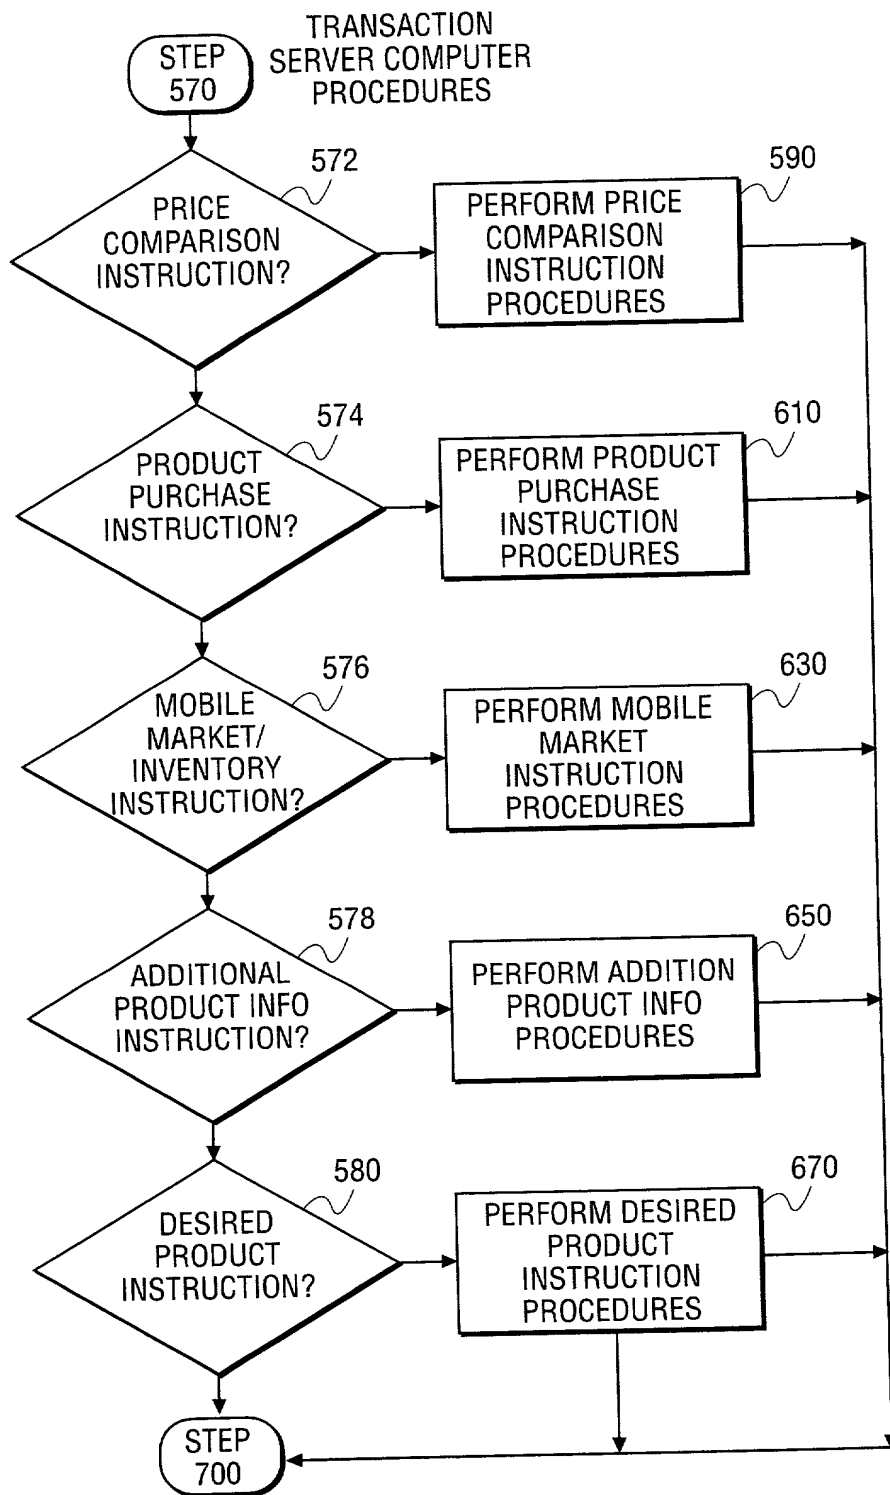 TRANSACTION
SERVER COMPUTER
PROCEDURES
STEP
570
572
PRICE
COMPARISON
INSTRUCTION?
590
PERFORM PRICE
COMPARISON
INSTRUCTION
PROCEDURES
574
PRODUCT
PURCHASE
INSTRUCTION?
610
PERFORM PRODUCT
PURCHASE
INSTRUCTION
PROCEDURES
576
MOBILE
MARKET/
INVENTORY
INSTRUCTION?
630
PERFORM MOBILE
MARKET
INSTRUCTION
PROCEDURES
578
ADDITIONAL
PRODUCT INFO
INSTRUCTION?
650
PERFORM ADDITION
PRODUCT INFO
PROCEDURES
580
DESIRED
PRODUCT
INSTRUCTION?
670
PERFORM DESIRED
PRODUCT
INSTRUCTION
PROCEDURES
STEP
700